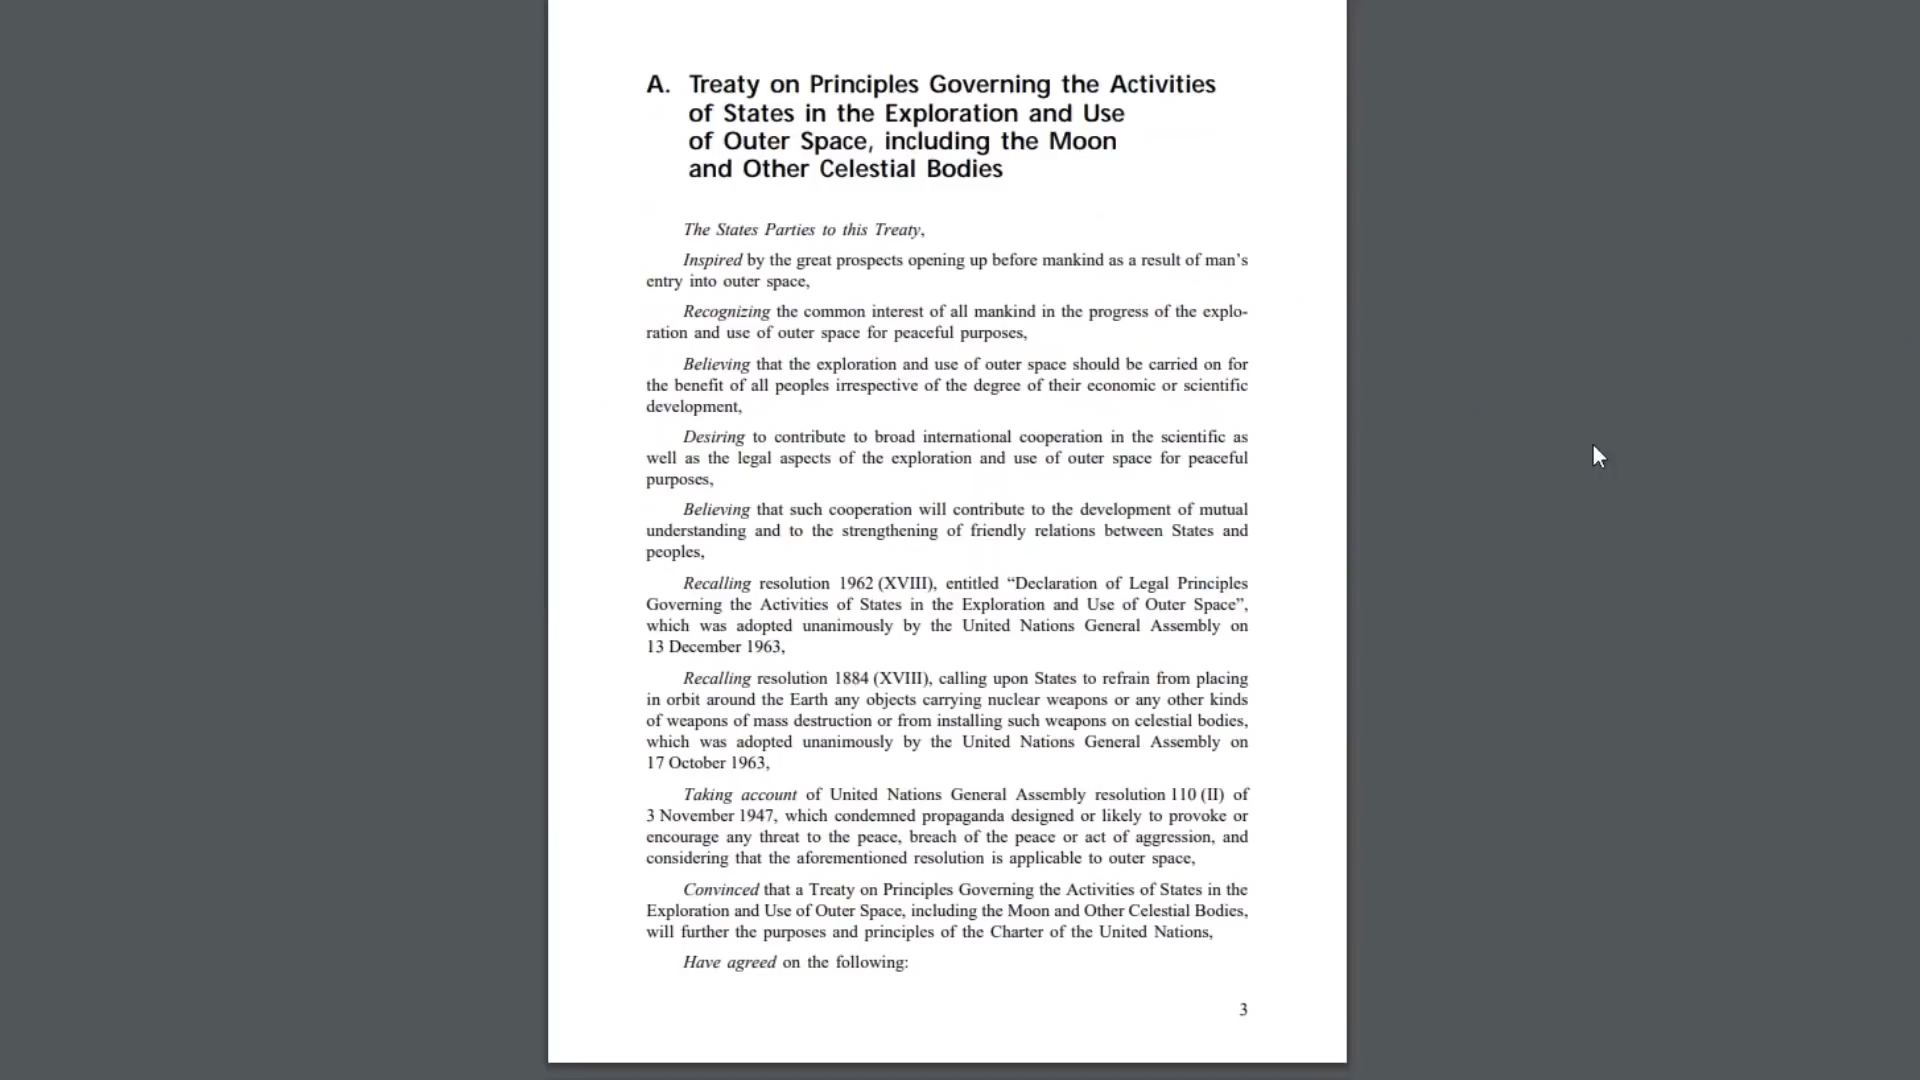 A. Treaty on Principles Governing the Activities
of States in the Exploration and Use
of Outer Space, including the Moon
and Other Celestial Bodies
The States Parties to this Treaty,
Inspired by the great prospects opening up before mankind as a result of man’s
entry into outer space,
Recognizing the common interest of all mankind in the progress of the explo-
ration and use of outer space for peaceful purposes,
Believing that the exploration and use of outer space should be carried on for
the benefit of all peoples irrespective of the degree of their economic or scientific
development,
Desiring to contribute to broad international cooperation in the scientific as
well as the legal aspects of the exploration and use of outer space for peaceful
purposes,
Believing that such cooperation will contribute to the development of mutual
understanding and to the strengthening of friendly relations between States and
peoples,
Recalling resolution 1962 (XVIII), entitled “Declaration of Legal Principles
Governing the Activities of States in the Exploration and Use of Outer Space”,
which was adopted unanimously by the United Nations General Assembly on
13 December 1963,
Recalling resolution 1884 (XVIII), calling upon States to refrain from placing
in orbit around the Earth any objects carrying nuclear weapons or any other kinds
of weapons of mass destruction or from installing such weapons on celestial bodies,
which was adopted unanimously by the United Nations General Assembly on
17 October 1963,
Taking account of United Nations General Assembly resolution 110 (II) of
3 November 1947, which condemned propaganda designed or likely to provoke or
encourage any threat to the peace, breach of the peace or act of aggression, and
considering that the aforementioned resolution is applicable to outer space,
Convinced that a Treaty on Principles Governing the Activities of States in the
Exploration and Use of Outer Space, including the Moon and Other Celestial Bodies,
will further the purposes and principles of the Charter of the United Nations,
Have agreed on the following:
3